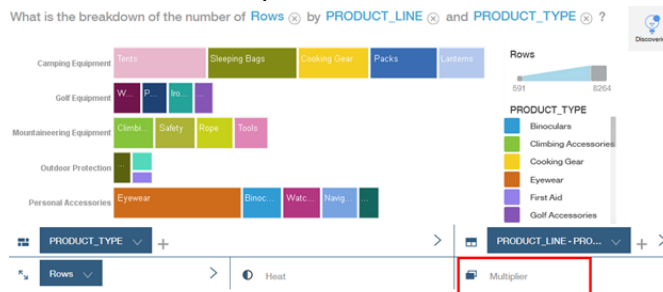 What is the breakdown of the number of Rows by PRODUCT_LINE and PRODUCT_TYPE ?
Discoveri
Camping Equipment
Tents
Sleeping Bags
Cooking Gear
Packs
Lanterns
Golf Equipment
W...
P...
Iro...
...
Mountaineering Equipment
Climbi...
Safety
Rope
Tools
Outdoor Protection
...
Personal Accessories
Eyewear
Binoc...
Watc...
Navig...
...
Rows
591
8264
PRODUCT_TYPE
Binoculars
Climbing Accessories
Cooking Gear
Eyewear
First Aid
Golf Accessories
PRODUCT_TYPE
PRODUCT_LINE - PRO...
Rows
Heat
Multiplier